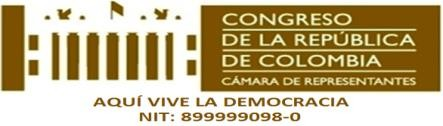 CONGRESO
DE LA REPÚBLICA
DE COLOMBIA
CÁMARA DE REPRESENTANTES
AQUÍ VIVE LA DEMOCRACIA
NIT: 899999098-0